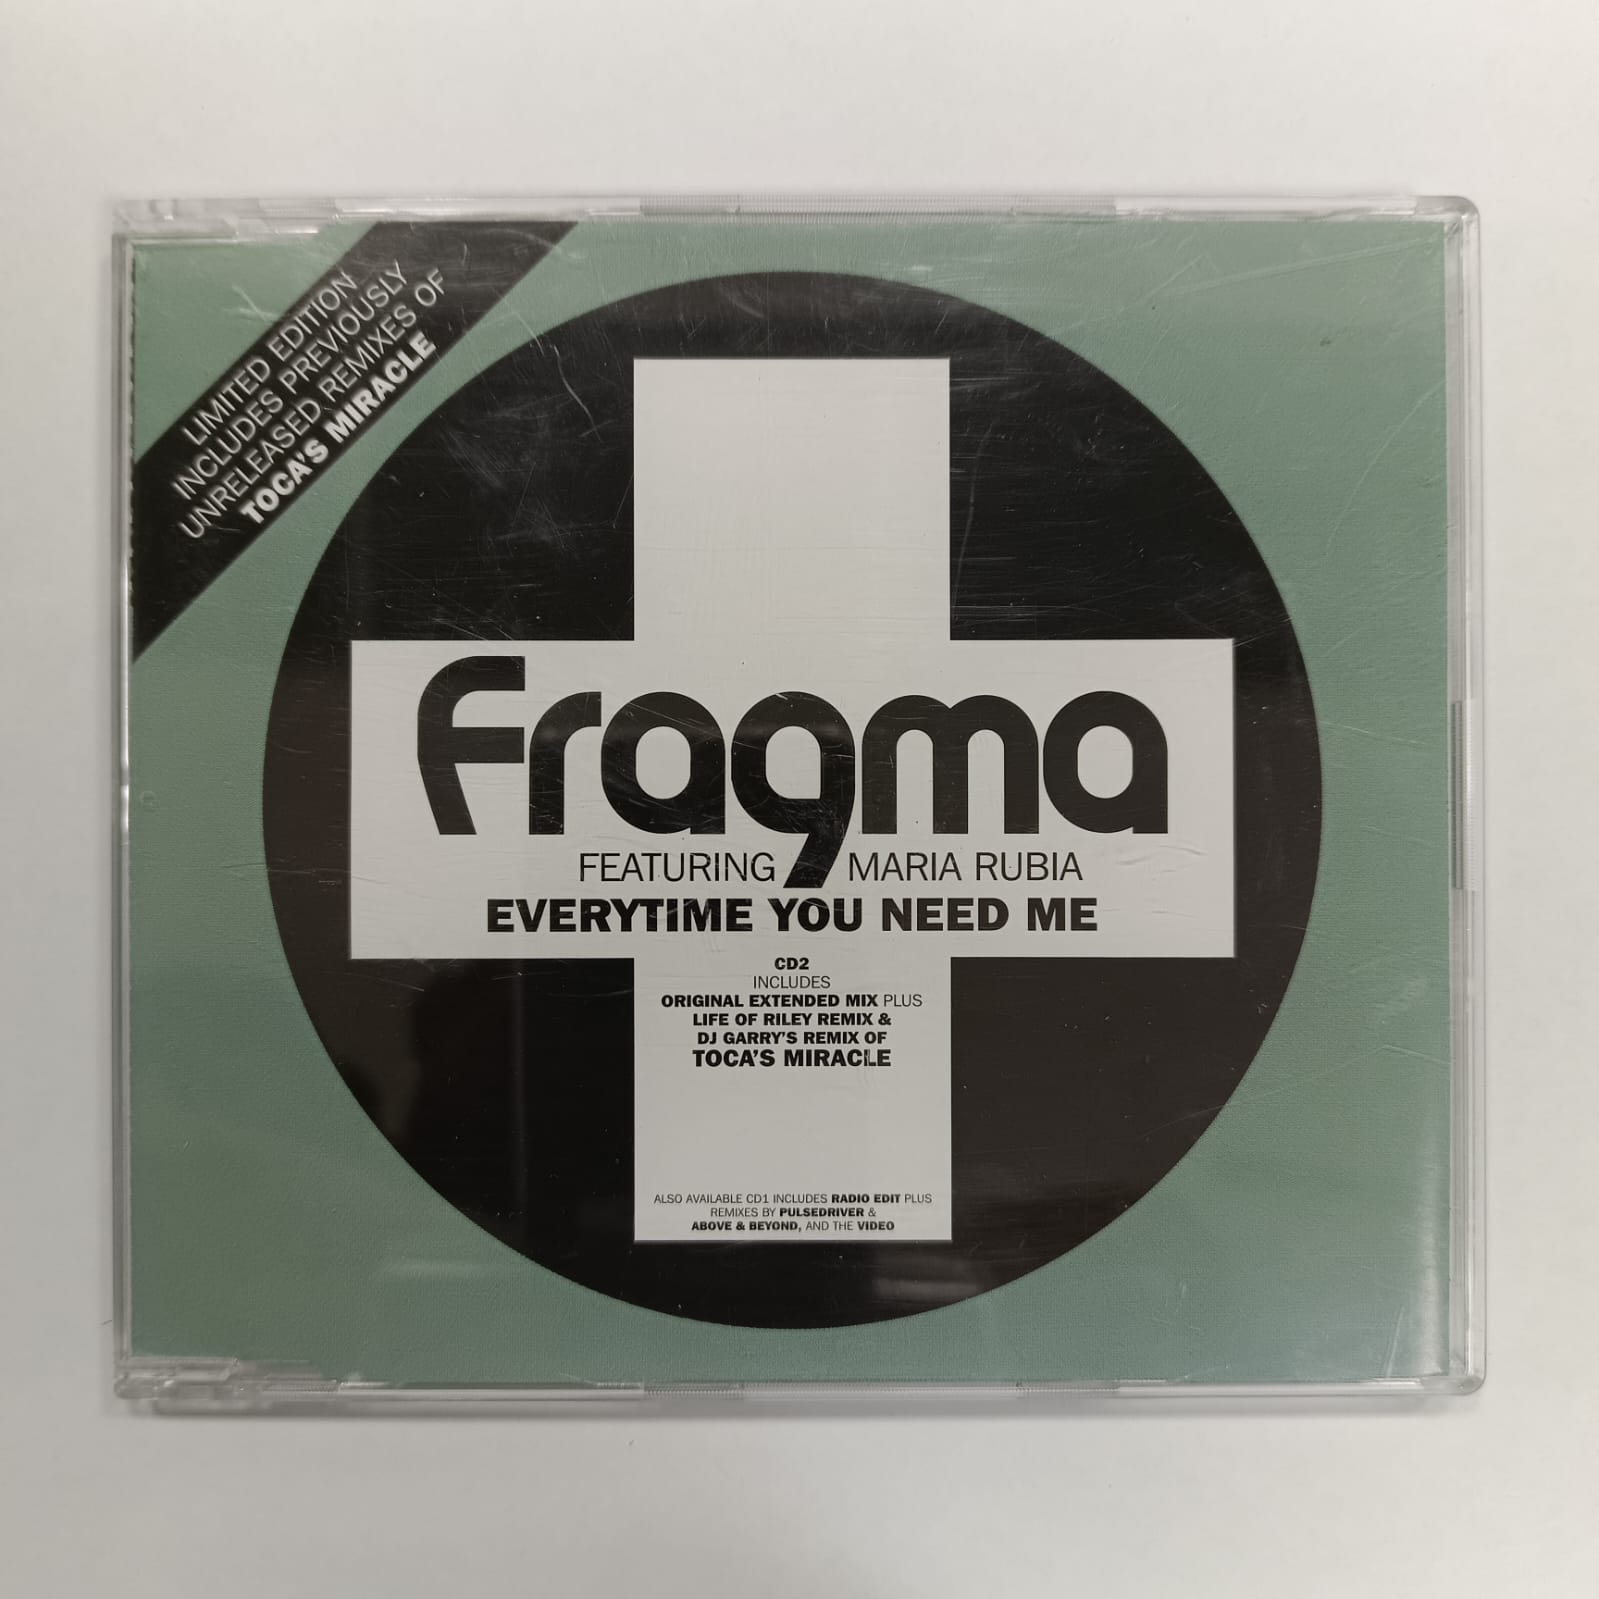 LIMITED EDITION
INCLUDES PREVIOUSLY
UNRELEASED REMIXES OF
TOCA'S MIRACLE
Fragma
FEATURING MARIA RUBIA
EVERYTIME YOU NEED ME
CD2
INCLUDES
ORIGINAL EXTENDED MIX PLUS
LIFE OF RILEY REMIX &
DJ GARRY'S REMIX OF
TOCA'S MIRACLE
ALSO AVAILABLE CD1 INCLUDES RADIO EDIT PLUS
REMIXES BY PULSEDRIVER &
ABOVE & BEYOND, AND THE VIDEO